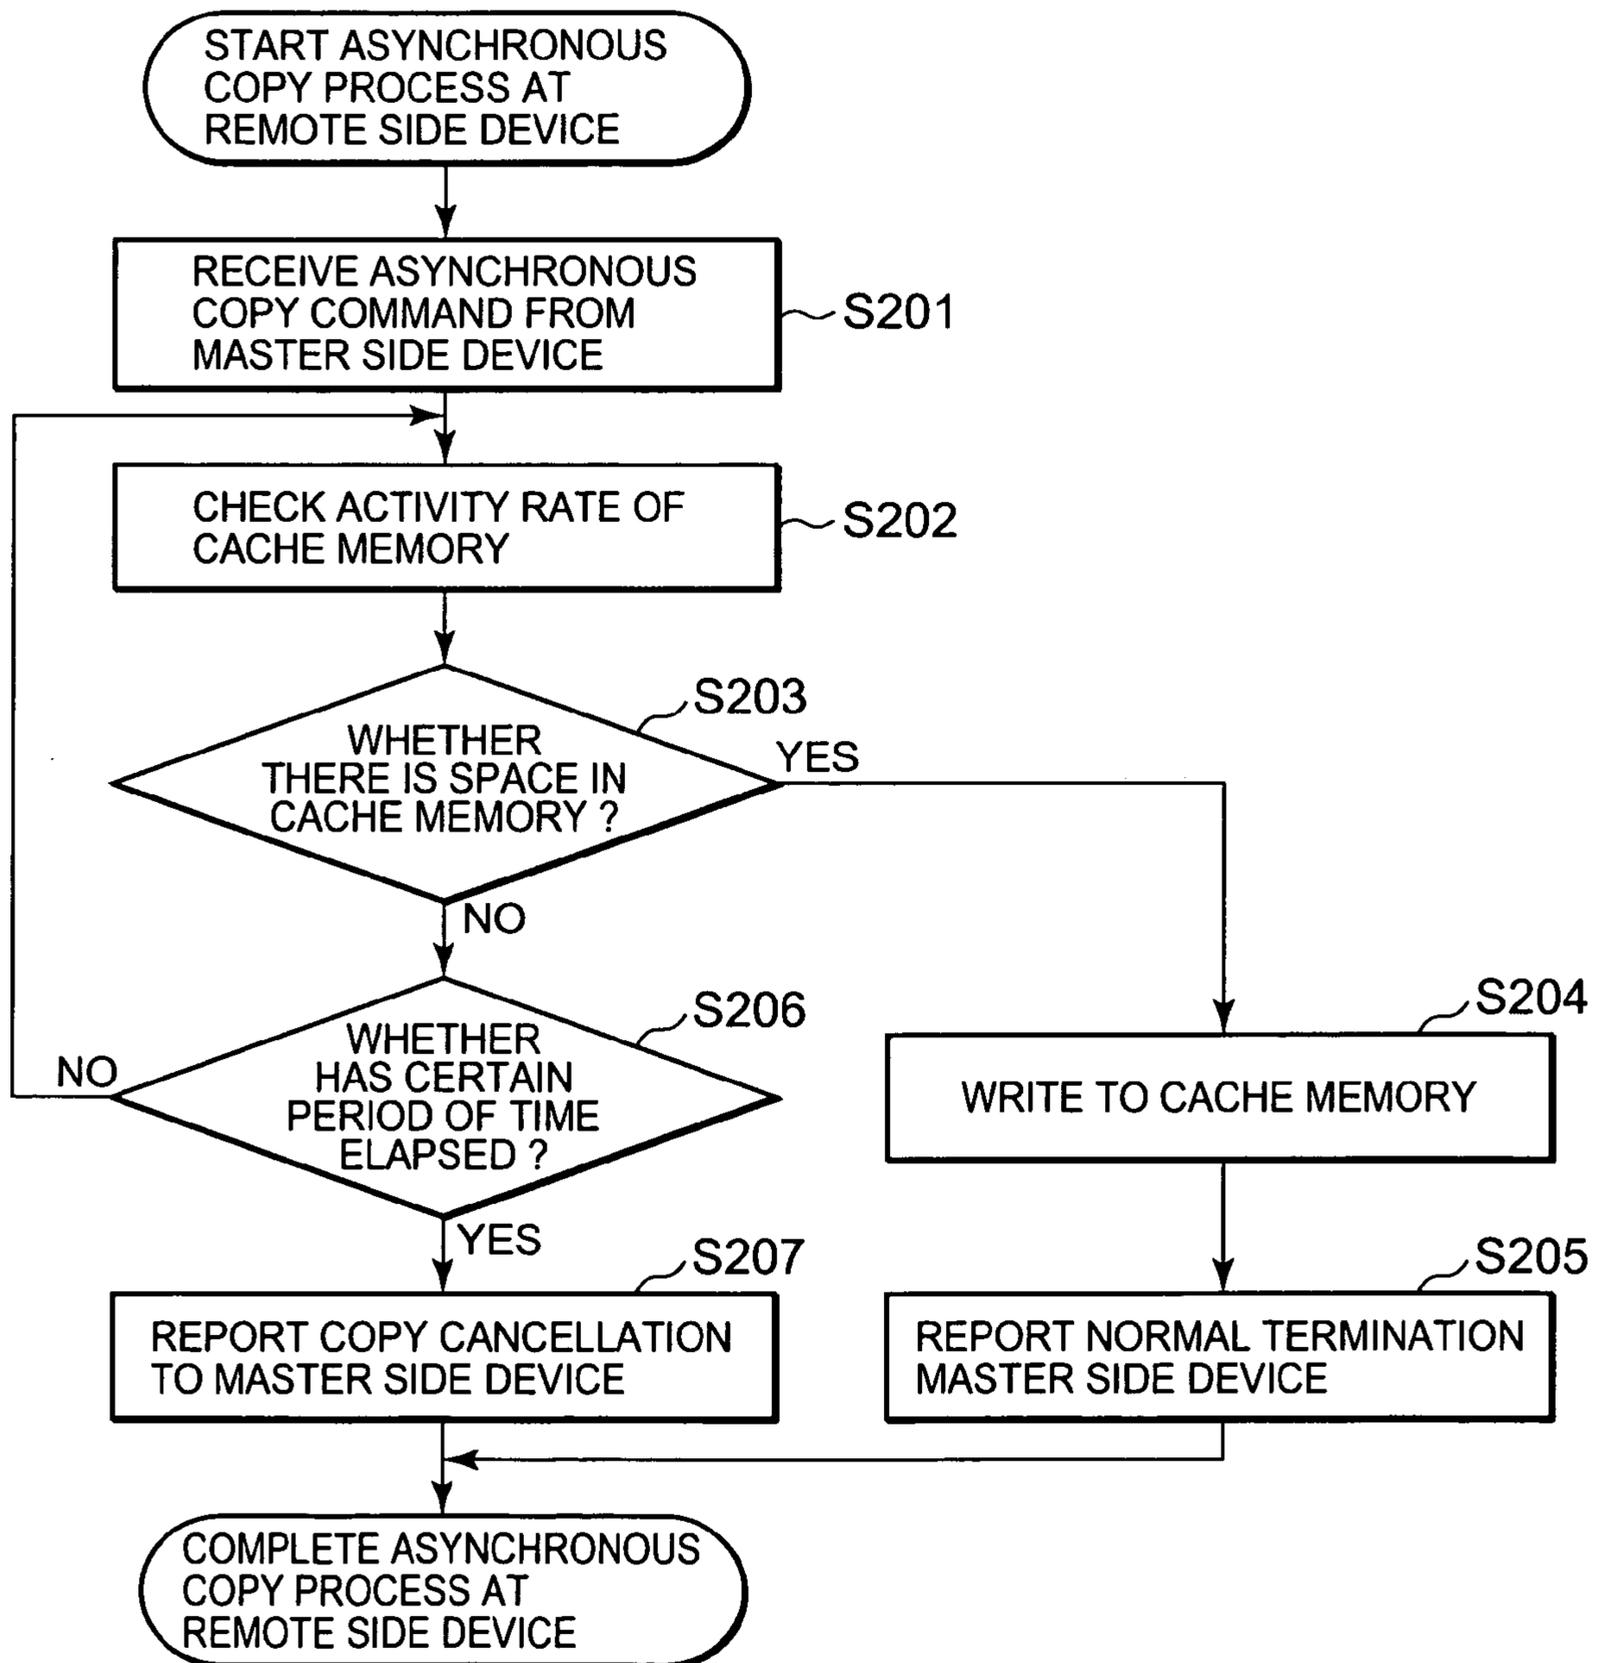 START ASYNCHRONOUS
COPY PROCESS AT
REMOTE SIDE DEVICE
RECEIVE ASYNCHRONOUS
COPY COMMAND FROM
MASTER SIDE DEVICE
S201
CHECK ACTIVITY RATE OF
CACHE MEMORY
S202
S203
WHETHER
THERE IS SPACE IN
CACHE MEMORY ?
YES
NO
S206
WHETHER
HAS CERTAIN
PERIOD OF TIME
ELAPSED ?
NO
YES
S204
WRITE TO CACHE MEMORY
S207
REPORT COPY CANCELLATION
TO MASTER SIDE DEVICE
S205
REPORT NORMAL TERMINATION
MASTER SIDE DEVICE
COMPLETE ASYNCHRONOUS
COPY PROCESS AT
REMOTE SIDE DEVICE